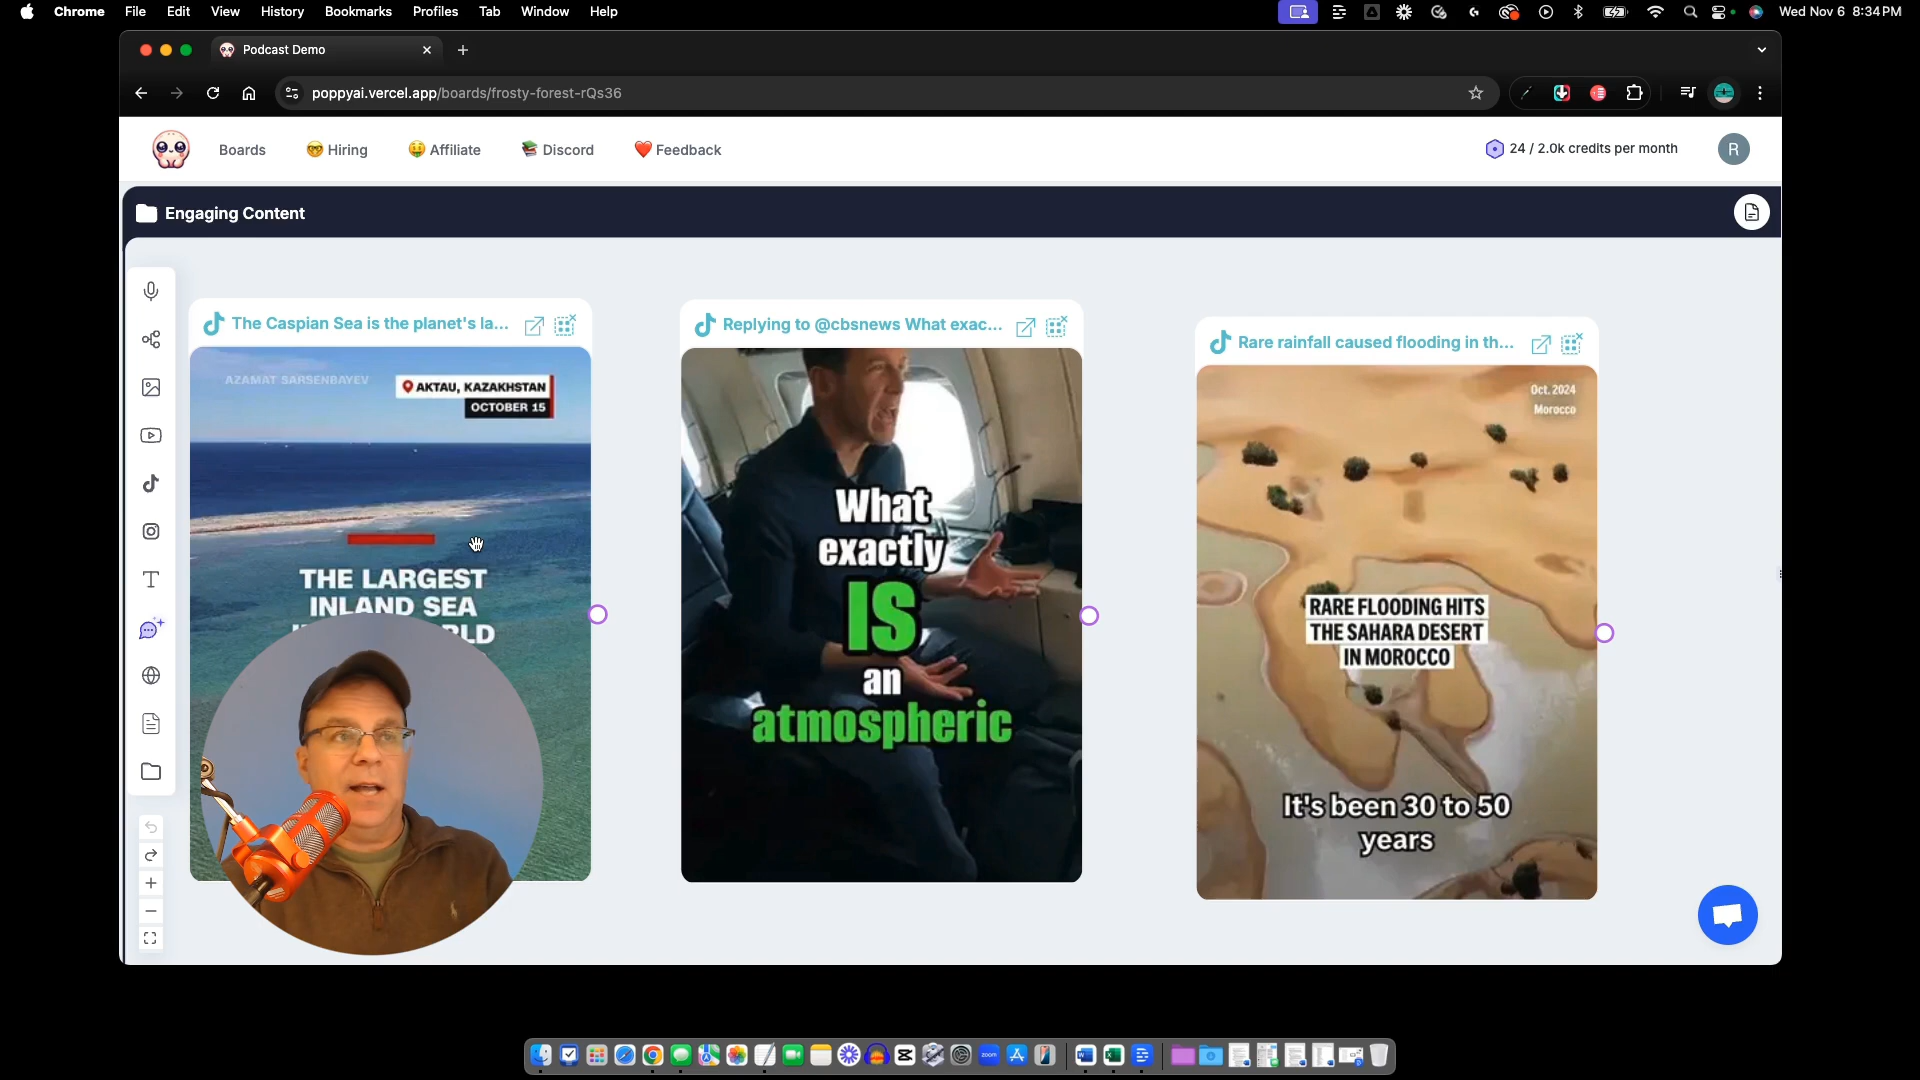 Chrome File Edit View History Bookmarks Profiles Tab Window Help
Wed Nov 6 8:34 PM
Podcast Demo
poppyai.vercel.app/boards/frosty-forest-rQs36
Boards
Hiring
Affiliate
Discord
Feedback
24 / 2.0k credits per month
R
Engaging Content
The Caspian Sea is the planet's la...
AZAMAT SARSENBAYEV
AKTAU, KAZAKHSTAN
OCTOBER 15
THE LARGEST
INLAND SEA
Replying to @cbsnews What exac...
What
exactly
IS
an
atmospheric
Rare rainfall caused flooding in th...
Oct. 2024
Morocco
RARE FLOODING HITS
THE SAHARA DESERT
IN MOROCCO
It's been 30 to 50
years
zoom